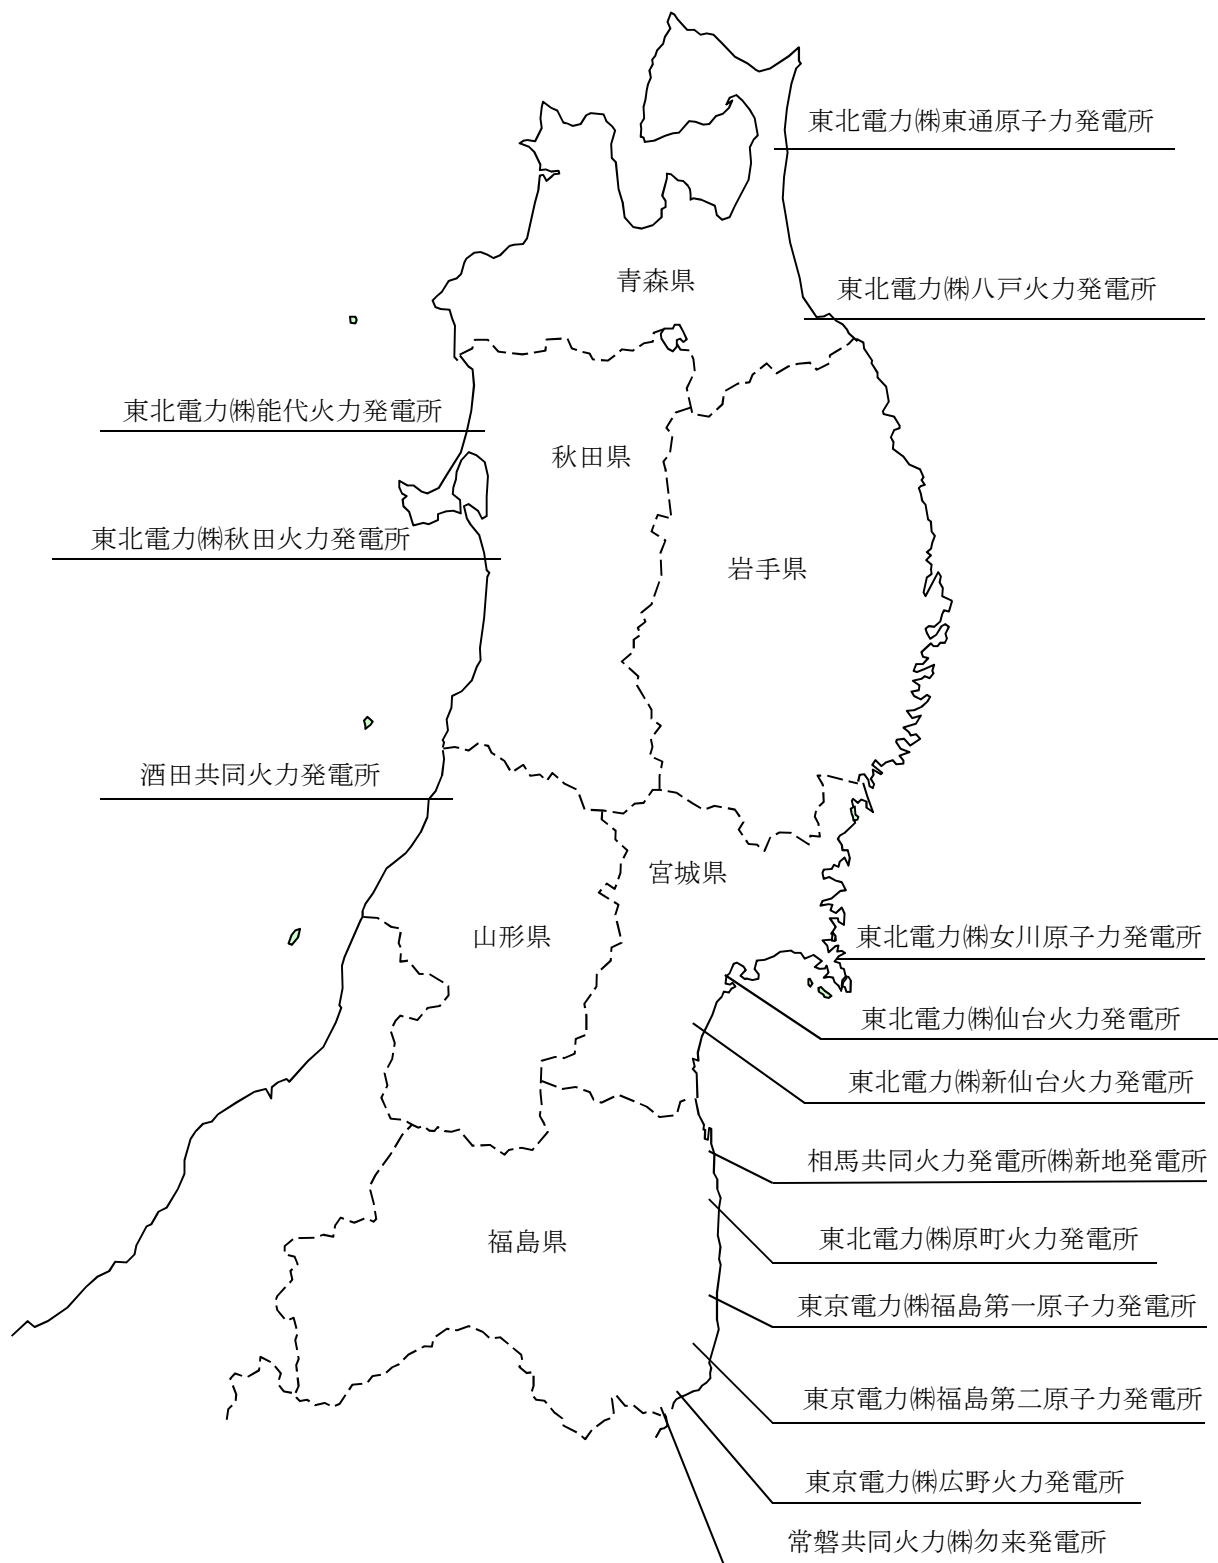 東北電力㈱東通原子力発電所
青森県
東北電力㈱八戸火力発電所
東北電力㈱能代火力発電所
秋田県
東北電力㈱秋田火力発電所
岩手県
酒田共同火力発電所
宮城県
山形県
東北電力㈱女川原子力発電所
東北電力㈱仙台火力発電所
東北電力㈱新仙台火力発電所
相馬共同火力発電所㈱新地発電所
福島県
東北電力㈱原町火力発電所
東京電力㈱福島第一原子力発電所
東京電力㈱福島第二原子力発電所
東京電力㈱広野火力発電所
常磐共同火力㈱勿来発電所